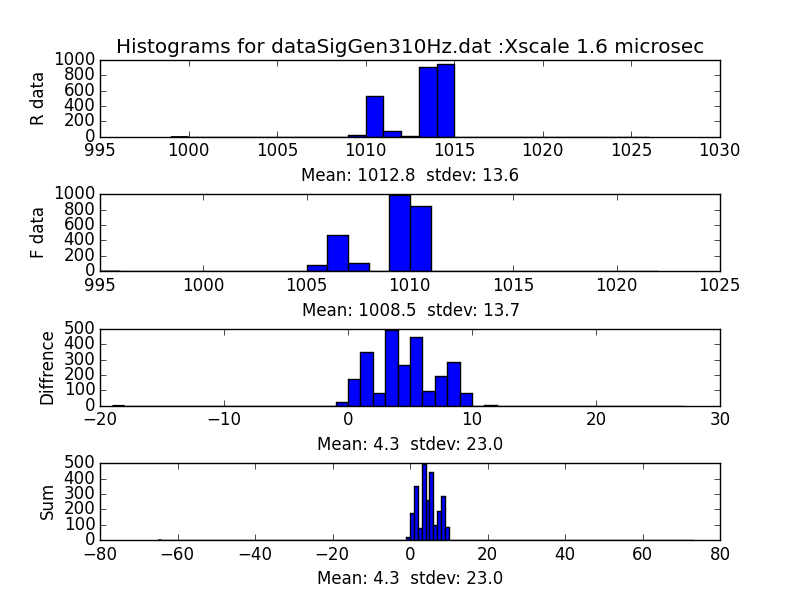 Histograms for dataSigGen310Hz.dat :Xscale 1.6 microsec
R data
1000
800
600
400
200
0
995 1000 1005 1010 1015 1020 1025 1030
Mean: 1012.8 stdev: 13.6
F data
1000
800
600
400
200
0
995 1000 1005 1010 1015 1020 1025
Mean: 1008.5 stdev: 13.7
Diffrence
500
400
300
200
100
0
−20 −10 0 10 20 30
Mean: 4.3 stdev: 23.0
Sum
500
400
300
200
100
0
−80 −60 −40 −20 0 20 40 60 80
Mean: 4.3 stdev: 23.0